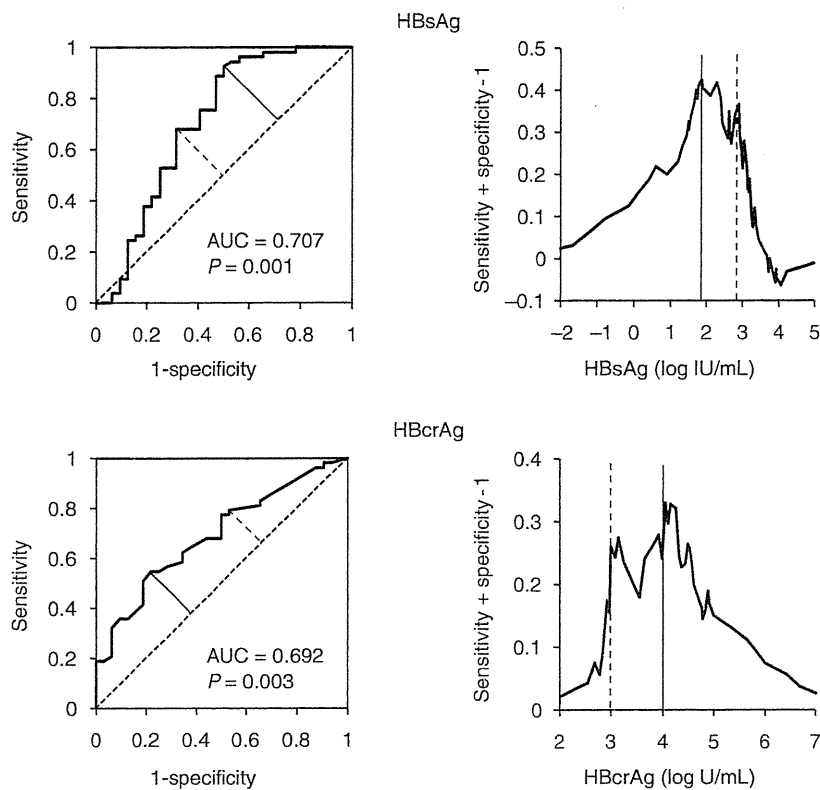 HBsAg
Sensitivity
1
0.8
0.6
0.4
0.2
0
AUC = 0.707
P = 0.001
0 0.2 0.4 0.6 0.8 1
1-specificity
Sensitivity + specificity-1
0.5
0.4
0.3
0.2
0.1
0
−0.1
−2 −1 0 1 2 3 4 5
HBsAg (log IU/mL)
HBcrAg
Sensitivity
1
0.8
0.6
0.4
0.2
0
AUC = 0.692
P = 0.003
0 0.2 0.4 0.6 0.8 1
1-specificity
Sensitivity + specificity-1
0.4
0.3
0.2
0.1
0
2 3 4 5 6 7
HBcrAg (log U/mL)